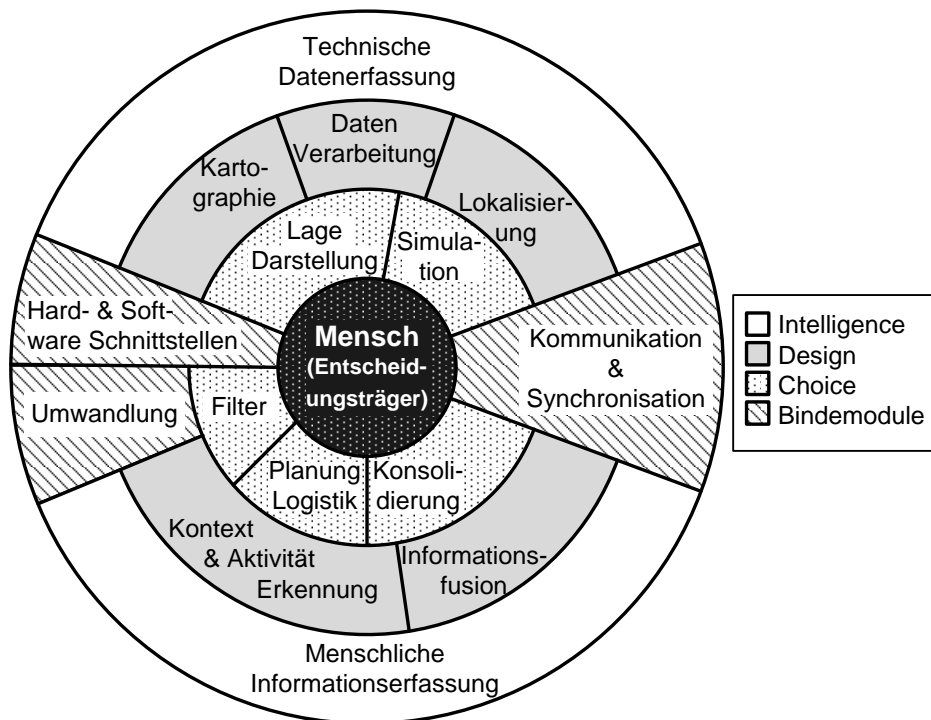 Technische
Datenerfassung
Daten
Verarbeitung
Karto-
graphie
Lokalisier-
ung
Lage
Darstellung
Simula-
tion
Hard- & Soft-
ware Schnittstellen
Mensch
(Entscheid-
ungsträger)
Kommunikation
&
Synchronisation
Umwandlung
Filter
Planung
Logistik
Konsoli-
dierung
Kontext
& Aktivität
Erkennung
Informations-
fusion
Menschliche
Informationserfassung
Intelligence
Design
Choice
Bindemodule